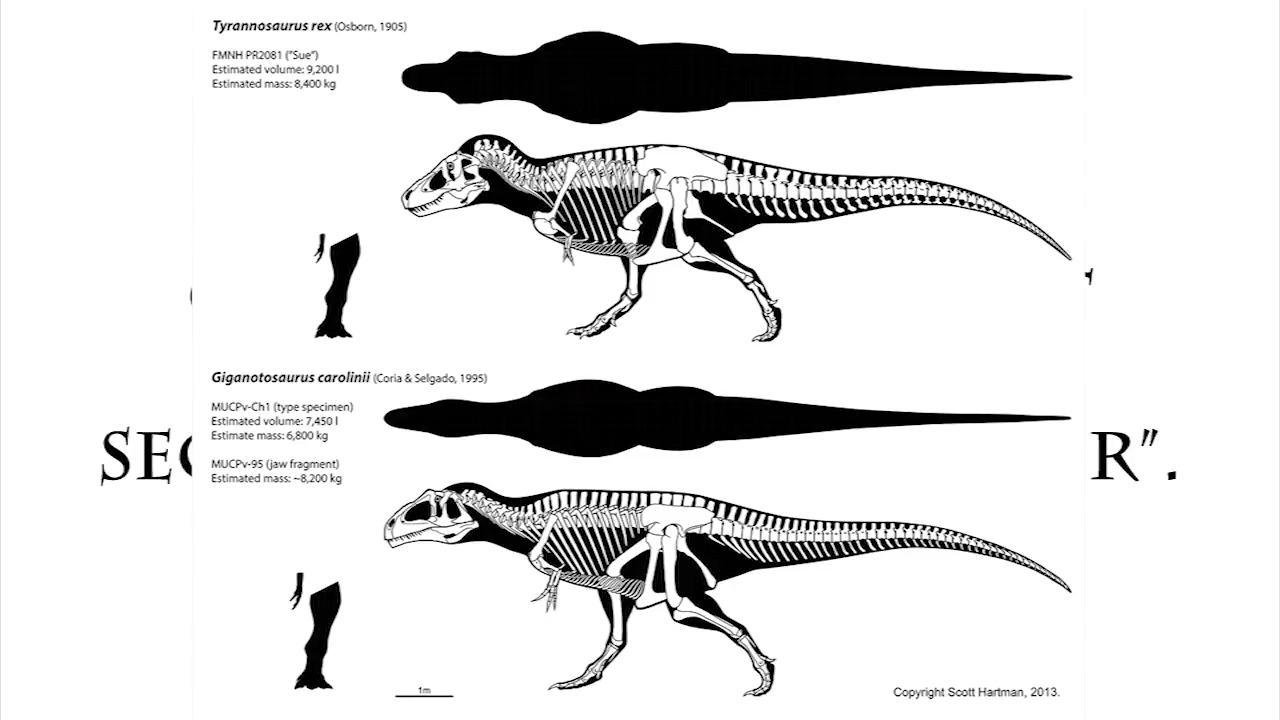 Tyrannosaurus rex (Osborn, 1905)
FMNH PR2081 ("Sue")
Estimated volume: 9,200 l
Estimated mass: 8,400 kg
Giganotosaurus carolinii (Coria & Selgado, 1995)
MUCPv-Ch1 (type specimen)
Estimated volume: 7,450 l
Estimate mass: 6,800 kg
MUCPv-95 (jaw fragment)
Estimated mass: ~8,200 kg
R".
1m
Copyright Scott Hartman, 2013.